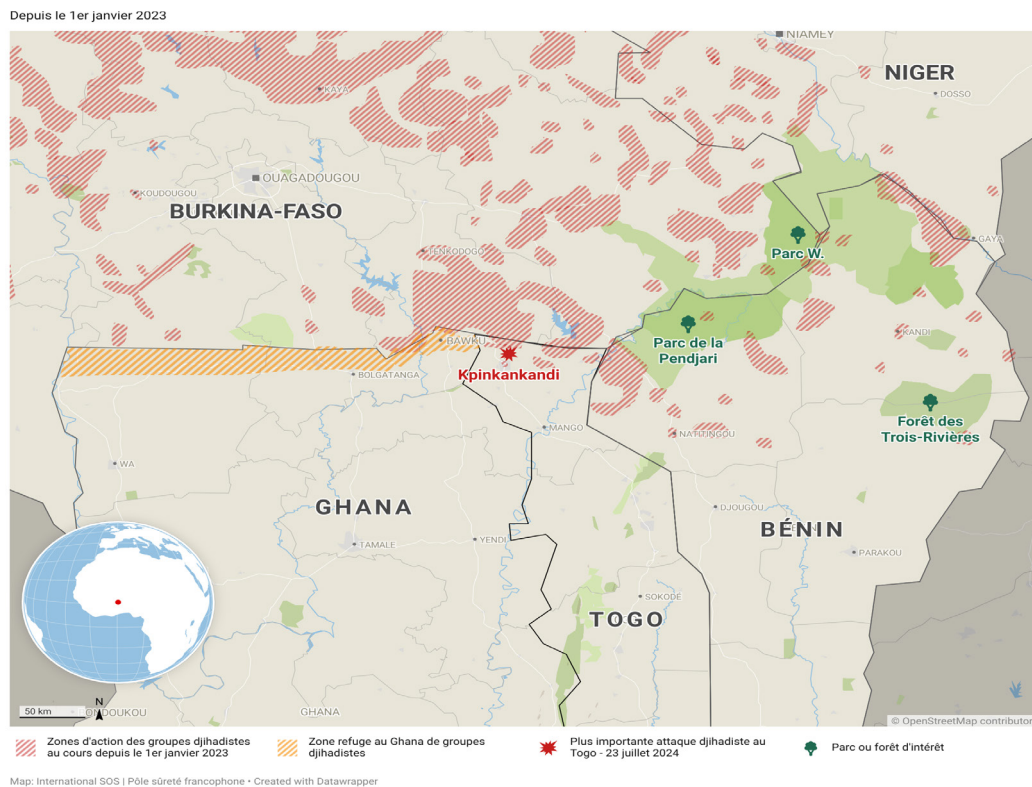 Depuis le 1er janvier 2023
NIAMEY
NIGER
DOSSO
KAYA
OUAGADOUGOU
KOUDOUGOU
BURKINA-FASO
TENKODOGO
GAYA
Parc W.
KANDI
Parc de la
Pendjari
BAWKU
Kpinkankandi
BOLGATANGA
Forêt des
Trois-Rivières
MANGO
NATITINGOU
WA
GHANA
DJOUGOU
BÉNIN
TAMALE
YENDI
PARAKOU
SOKODÉ
TOGO
50 km
N
ONDOUKOU
GHANA
© OpenStreetMap contributor
Zones d'action des groupes djihadistes
au cours depuis le 1er janvier 2023
Zone refuge au Ghana de groupes
djihadistes
Plus importante attaque djihadiste au
Togo - 23 juillet 2024
Parc ou forêt d'intérêt
Map: International SOS | Pôle sûreté francophone • Created with Datawrapper